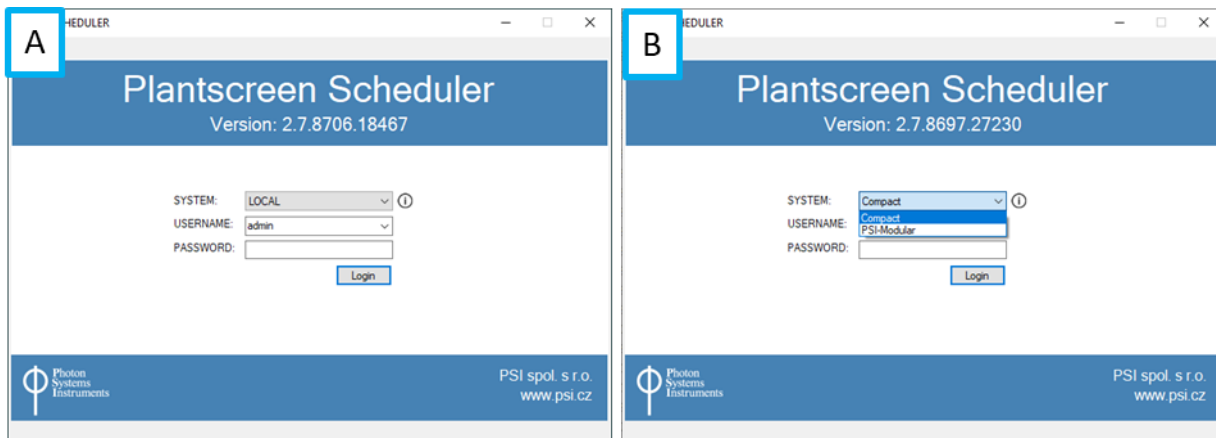 A
HEDULER
Plantscreen Scheduler
Version: 2.7.8706.18467
SYSTEM:
LOCAL
USERNAME:
admin
PASSWORD:
Login
Photon
Systems
Instruments
PSI spol. s r.o.
www.psi.cz
B
HEDULER
Plantscreen Scheduler
Version: 2.7.8697.27230
SYSTEM:
Compact
Compact
USERNAME:
PSI-Modular
PASSWORD:
Login
Photon
Systems
Instruments
PSI spol. s r.o.
www.psi.cz